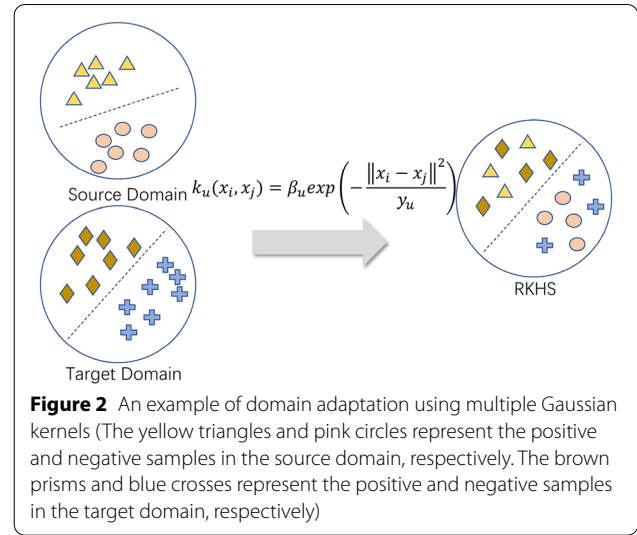 Source Domain
k_u(x_i, x_j) = β_u exp(−‖x_i − x_j‖² / y_u)
Target Domain
RKHS
Figure 2 An example of domain adaptation using multiple Gaussian
kernels (The yellow triangles and pink circles represent the positive
and negative samples in the source domain, respectively. The brown
prisms and blue crosses represent the positive and negative samples
in the target domain, respectively)